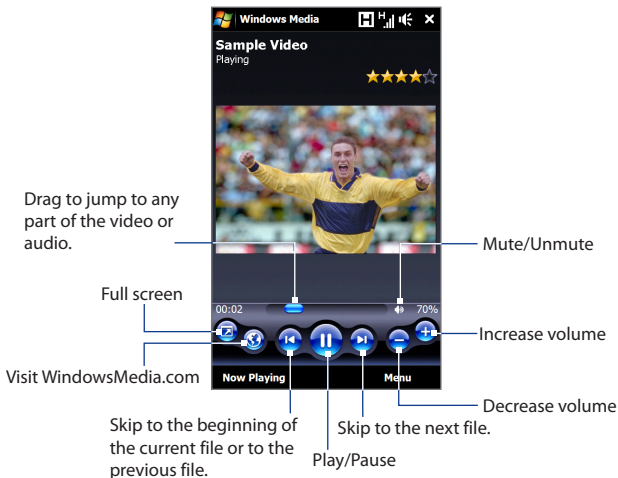 Windows Media
H
H
Sample Video
Playing
Drag to jump to any
part of the video or
audio.
Mute/Unmute
Full screen
00:02
70%
Increase volume
Visit WindowsMedia.com
Now Playing
Menu
Decrease volume
Skip to the beginning of
the current file or to the
previous file.
Skip to the next file.
Play/Pause